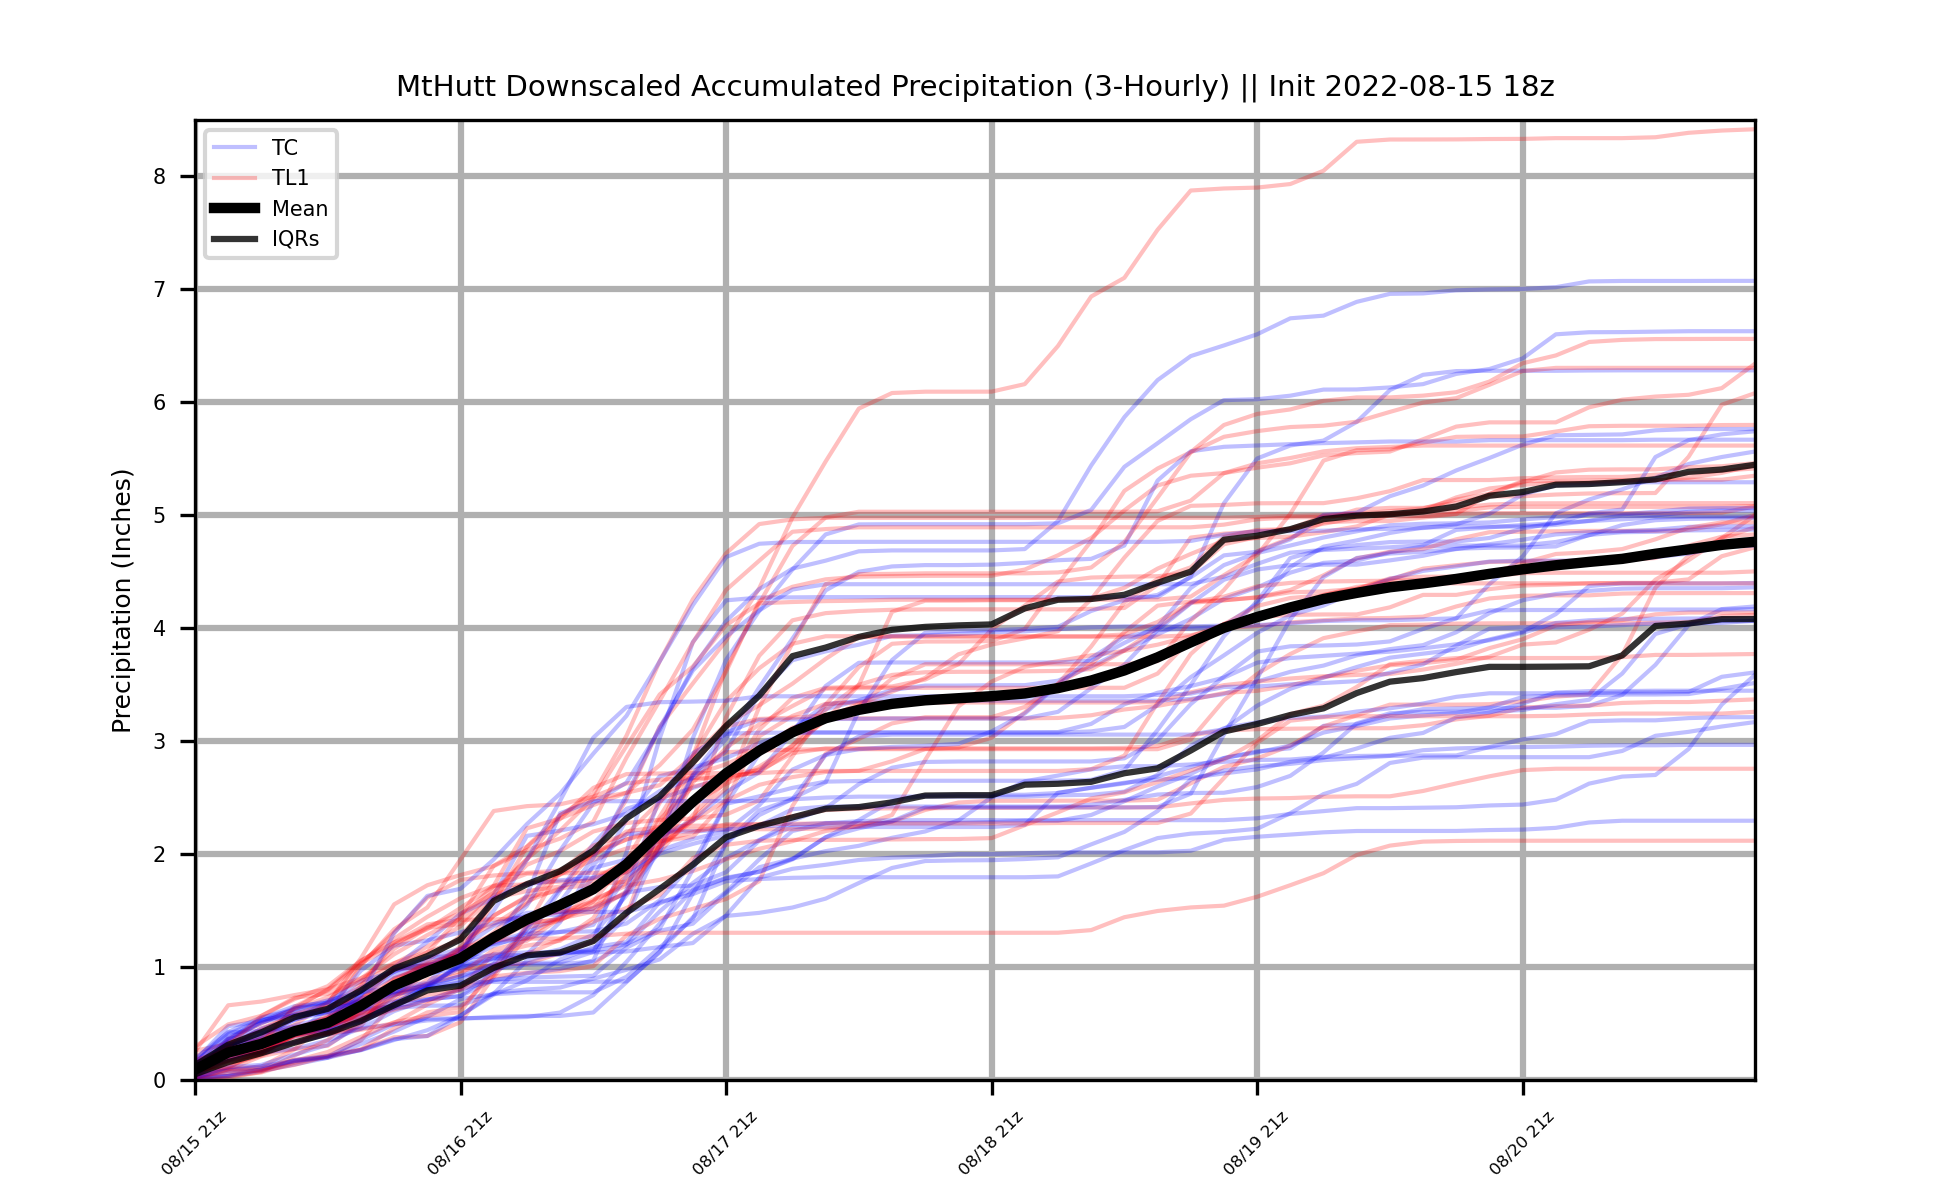 MtHutt Downscaled Accumulated Precipitation (3-Hourly) || Init 2022-08-15 18z
TC
TL1
Mean
IQRs
Precipitation (Inches)
8
7
6
5
4
3
2
1
0
08/15 21z
08/16 21z
08/17 21z
08/18 21z
08/19 21z
08/20 21z